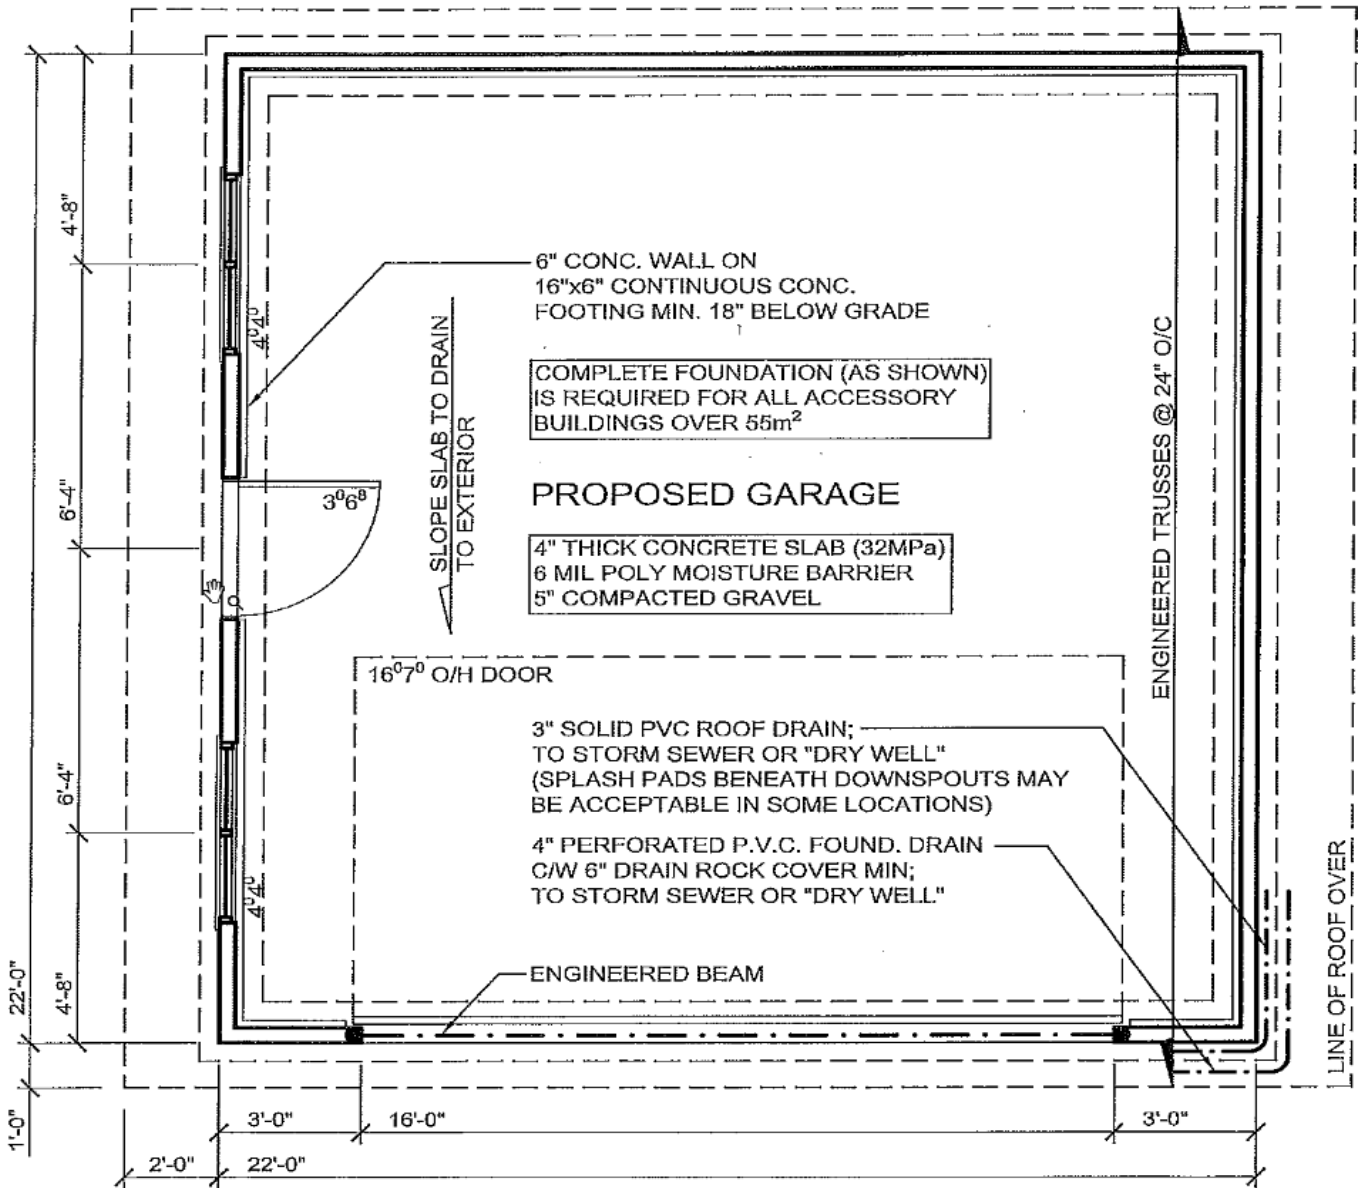 4'-8"
6'-4"
6'-4"
4'-8"
22'-0"
1'-0"
4⁰4⁰
6" CONC. WALL ON
16"x6" CONTINUOUS CONC.
FOOTING MIN. 18" BELOW GRADE
COMPLETE FOUNDATION (AS SHOWN)
IS REQUIRED FOR ALL ACCESSORY
BUILDINGS OVER 55m²
SLOPE SLAB TO DRAIN
TO EXTERIOR
3⁰6⁸
PROPOSED GARAGE
4" THICK CONCRETE SLAB (32MPa)
6 MIL POLY MOISTURE BARRIER
5" COMPACTED GRAVEL
ENGINEERED TRUSSES @ 24" O/C
16⁰7⁰ O/H DOOR
3" SOLID PVC ROOF DRAIN;
TO STORM SEWER OR "DRY WELL"
(SPLASH PADS BENEATH DOWNSPOUTS MAY
BE ACCEPTABLE IN SOME LOCATIONS)
4" PERFORATED P.V.C. FOUND. DRAIN
C/W 6" DRAIN ROCK COVER MIN;
TO STORM SEWER OR "DRY WELL"
4⁰4⁰
ENGINEERED BEAM
LINE OF ROOF OVER
3'-0"
16'-0"
3'-0"
2'-0"
22'-0"